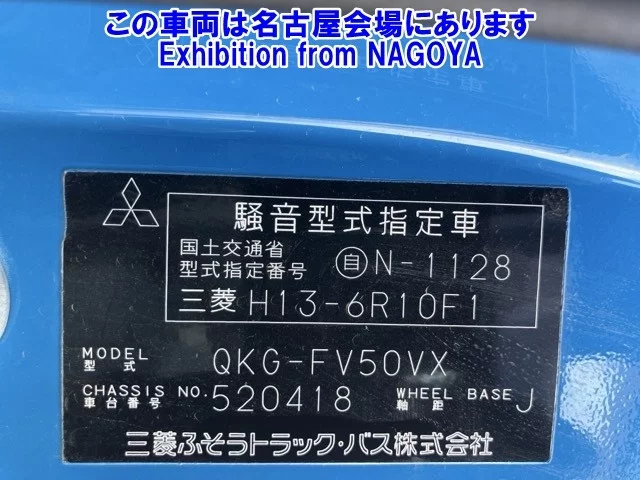 この車両は名古屋会場にあります
Exhibition from NAGOYA
騒音型式指定車
国土交通省
型式指定番号 自N-1128
三菱 H13-6R10F1
MODEL
型式 QKG-FV50VX
CHASSIS NO. 520418 WHEEL BASE J
車台番号 軸距
三菱ふそうトラック・バス株式会社